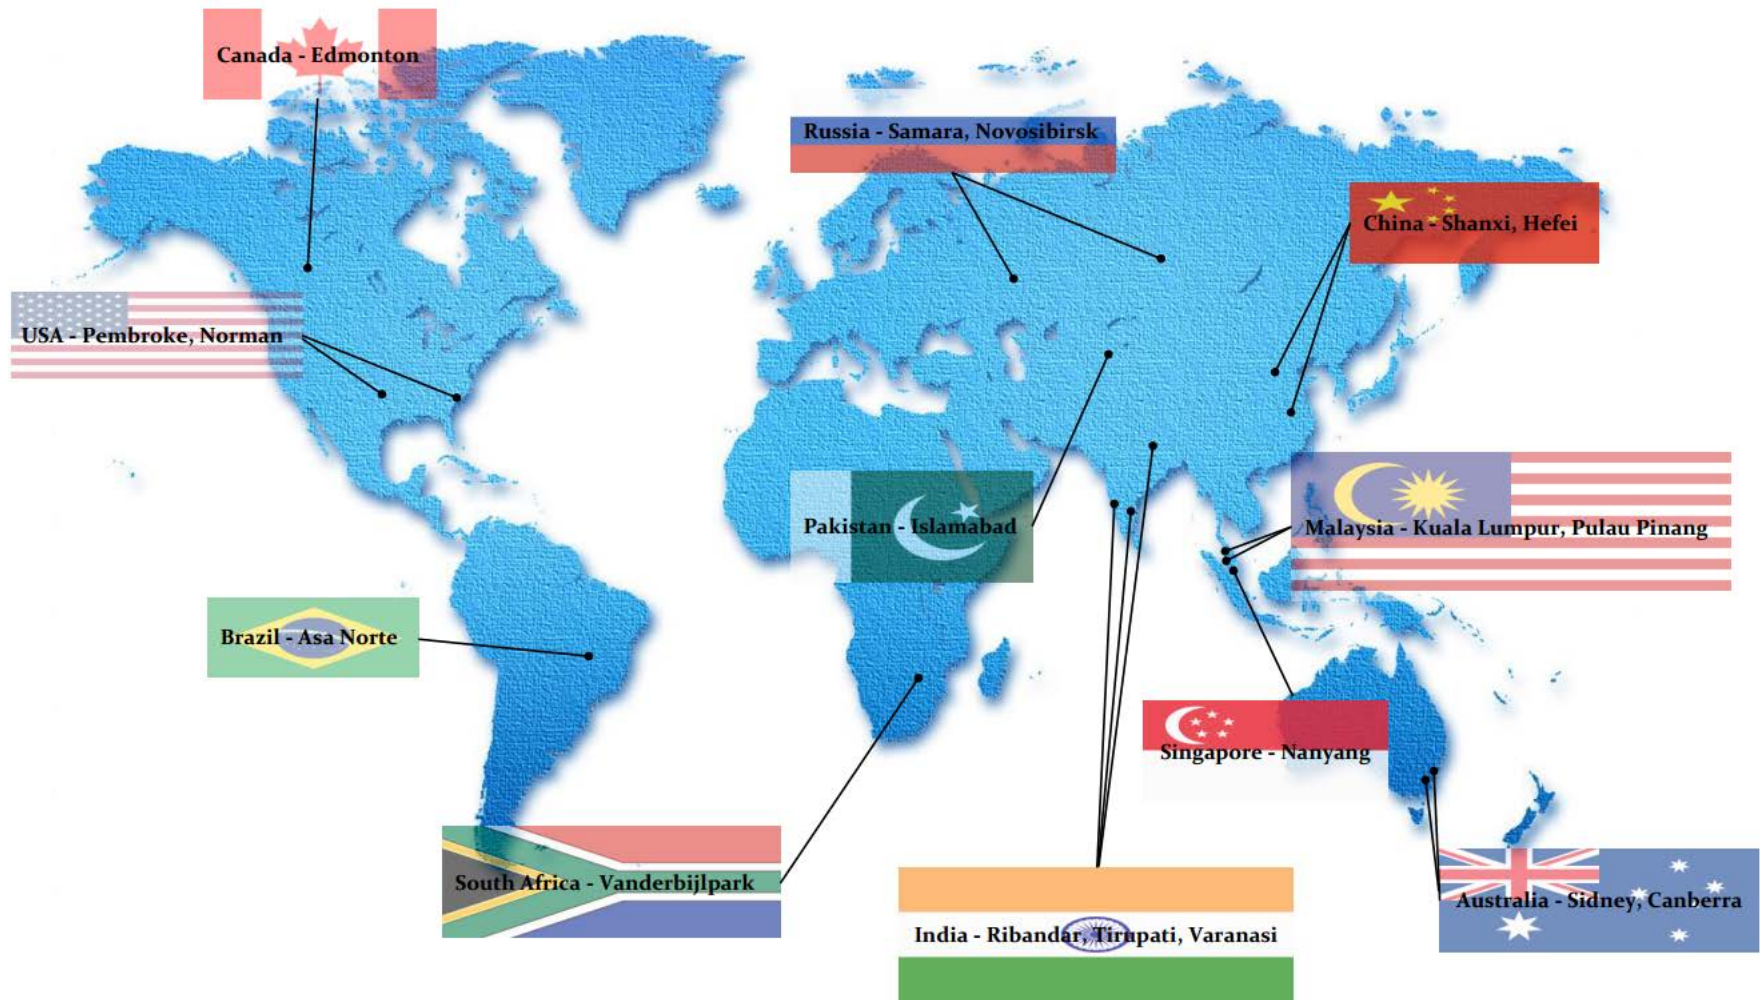 Canada - Edmonton
Russia - Samara, Novosibirsk
China - Shanxi, Hefei
USA - Pembroke, Norman
Pakistan - Islamabad
Malaysia - Kuala Lumpur, Pulau Pinang
Brazil - Asa Norte
Singapore - Nanyang
South Africa - Vanderbijlpark
Australia - Sidney, Canberra
India - Ribandar, Tirupati, Varanasi